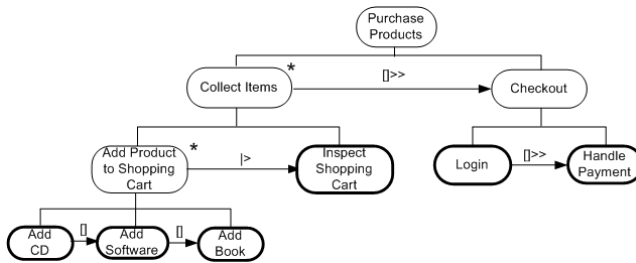 Purchase
Products
*
Collect Items
[]>>
Checkout
Add Product
to Shopping
Cart
*
|>
Inspect
Shopping
Cart
Login
[]>>
Handle
Payment
Add
CD
[]
Add
Software
[]
Add
Book